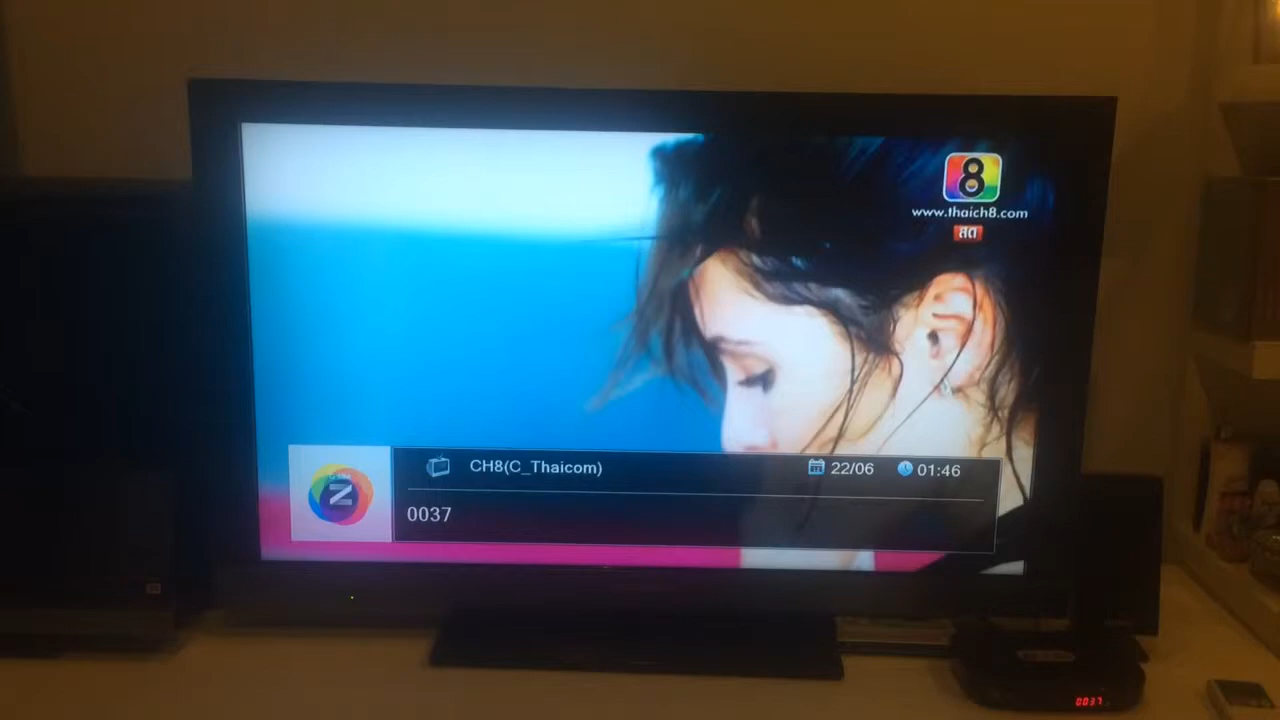 8
www.thaich8.com
สด
CH8(C_Thaicom)
22/06
01:46
Z
0037
0037